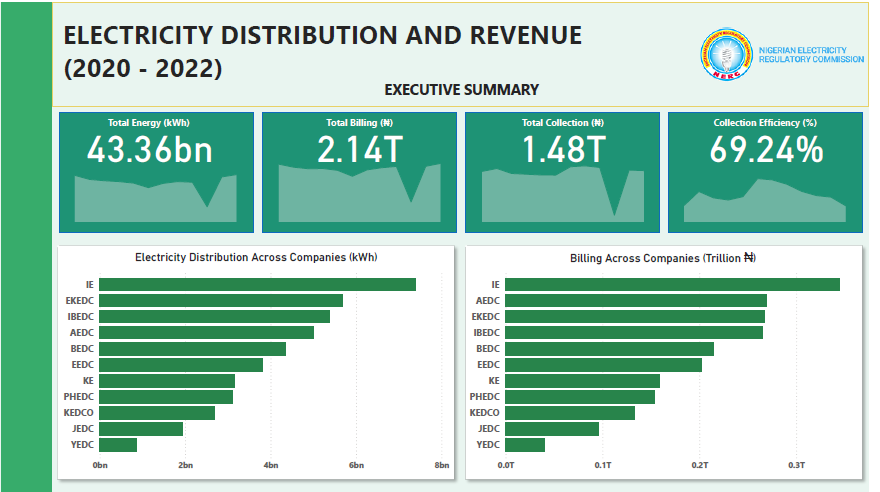 ELECTRICITY DISTRIBUTION AND REVENUE
(2020 - 2022)
EXECUTIVE SUMMARY
NERC
NIGERIAN ELECTRICITY
REGULATORY COMMISSION
Total Energy (kWh)
43.36bn
Total Billing (₦)
2.14T
Total Collection (₦)
1.48T
Collection Efficiency (%)
69.24%
Electricity Distribution Across Companies (kWh)
IE
EKEDC
IBEDC
AEDC
BEDC
EEDC
KE
PHEDC
KEDCO
JEDC
YEDC
0bn 2bn 4bn 6bn 8bn
Billing Across Companies (Trillion ₦)
IE
AEDC
EKEDC
IBEDC
BEDC
EEDC
KE
PHEDC
KEDCO
JEDC
YEDC
0.0T 0.1T 0.2T 0.3T